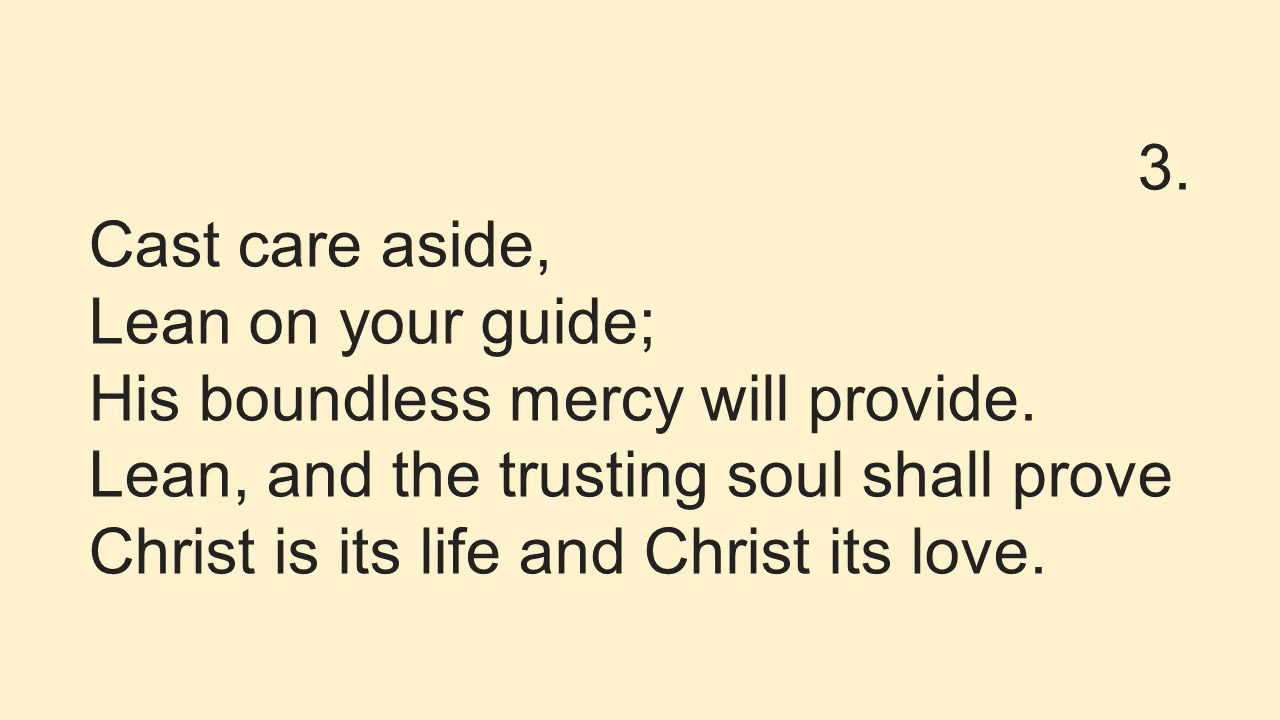 3.
Cast care aside,
Lean on your guide;
His boundless mercy will provide.
Lean, and the trusting soul shall prove
Christ is its life and Christ its love.